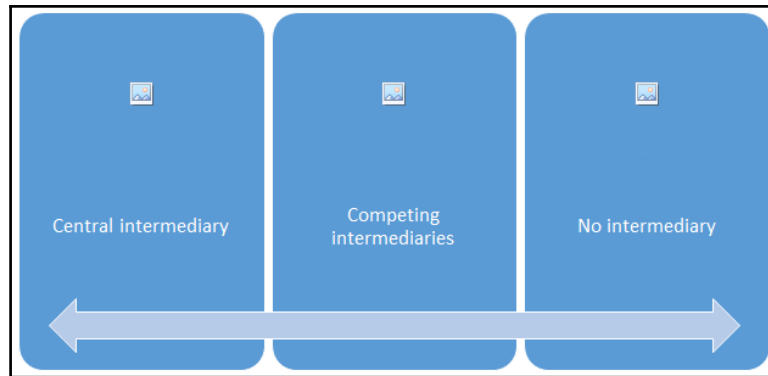 Central intermediary
Competing
intermediaries
No intermediary